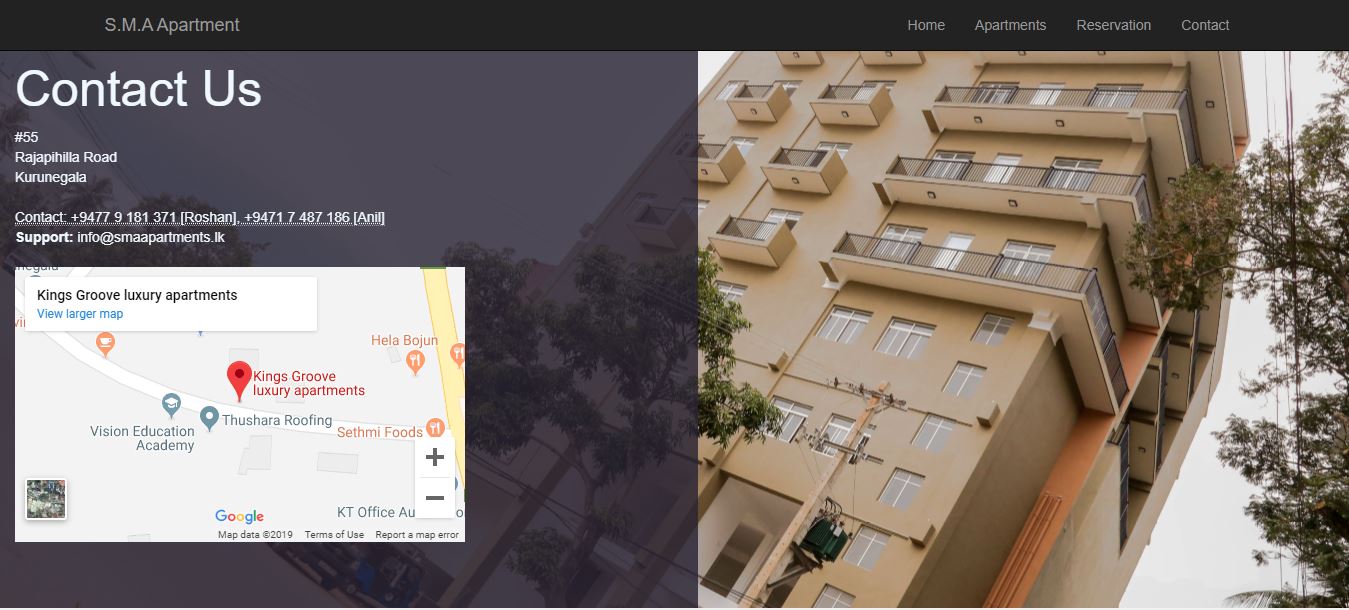 S.M.A Apartment
Home
Apartments
Reservation
Contact
Contact Us
#55
Rajapihilla Road
Kurunegala
Contact: +9477 9 181 371 [Roshan], +9471 7 487 186 [Anil]
Support: info@smaapartments.lk
Kings Groove luxury apartments
View larger map
Hela Bojun
Kings Groove
luxury apartments
Thushara Roofing
Vision Education
Academy
Sethmi Foods
KT Office Au
Google
Map data ©2019
Terms of Use
Report a map error